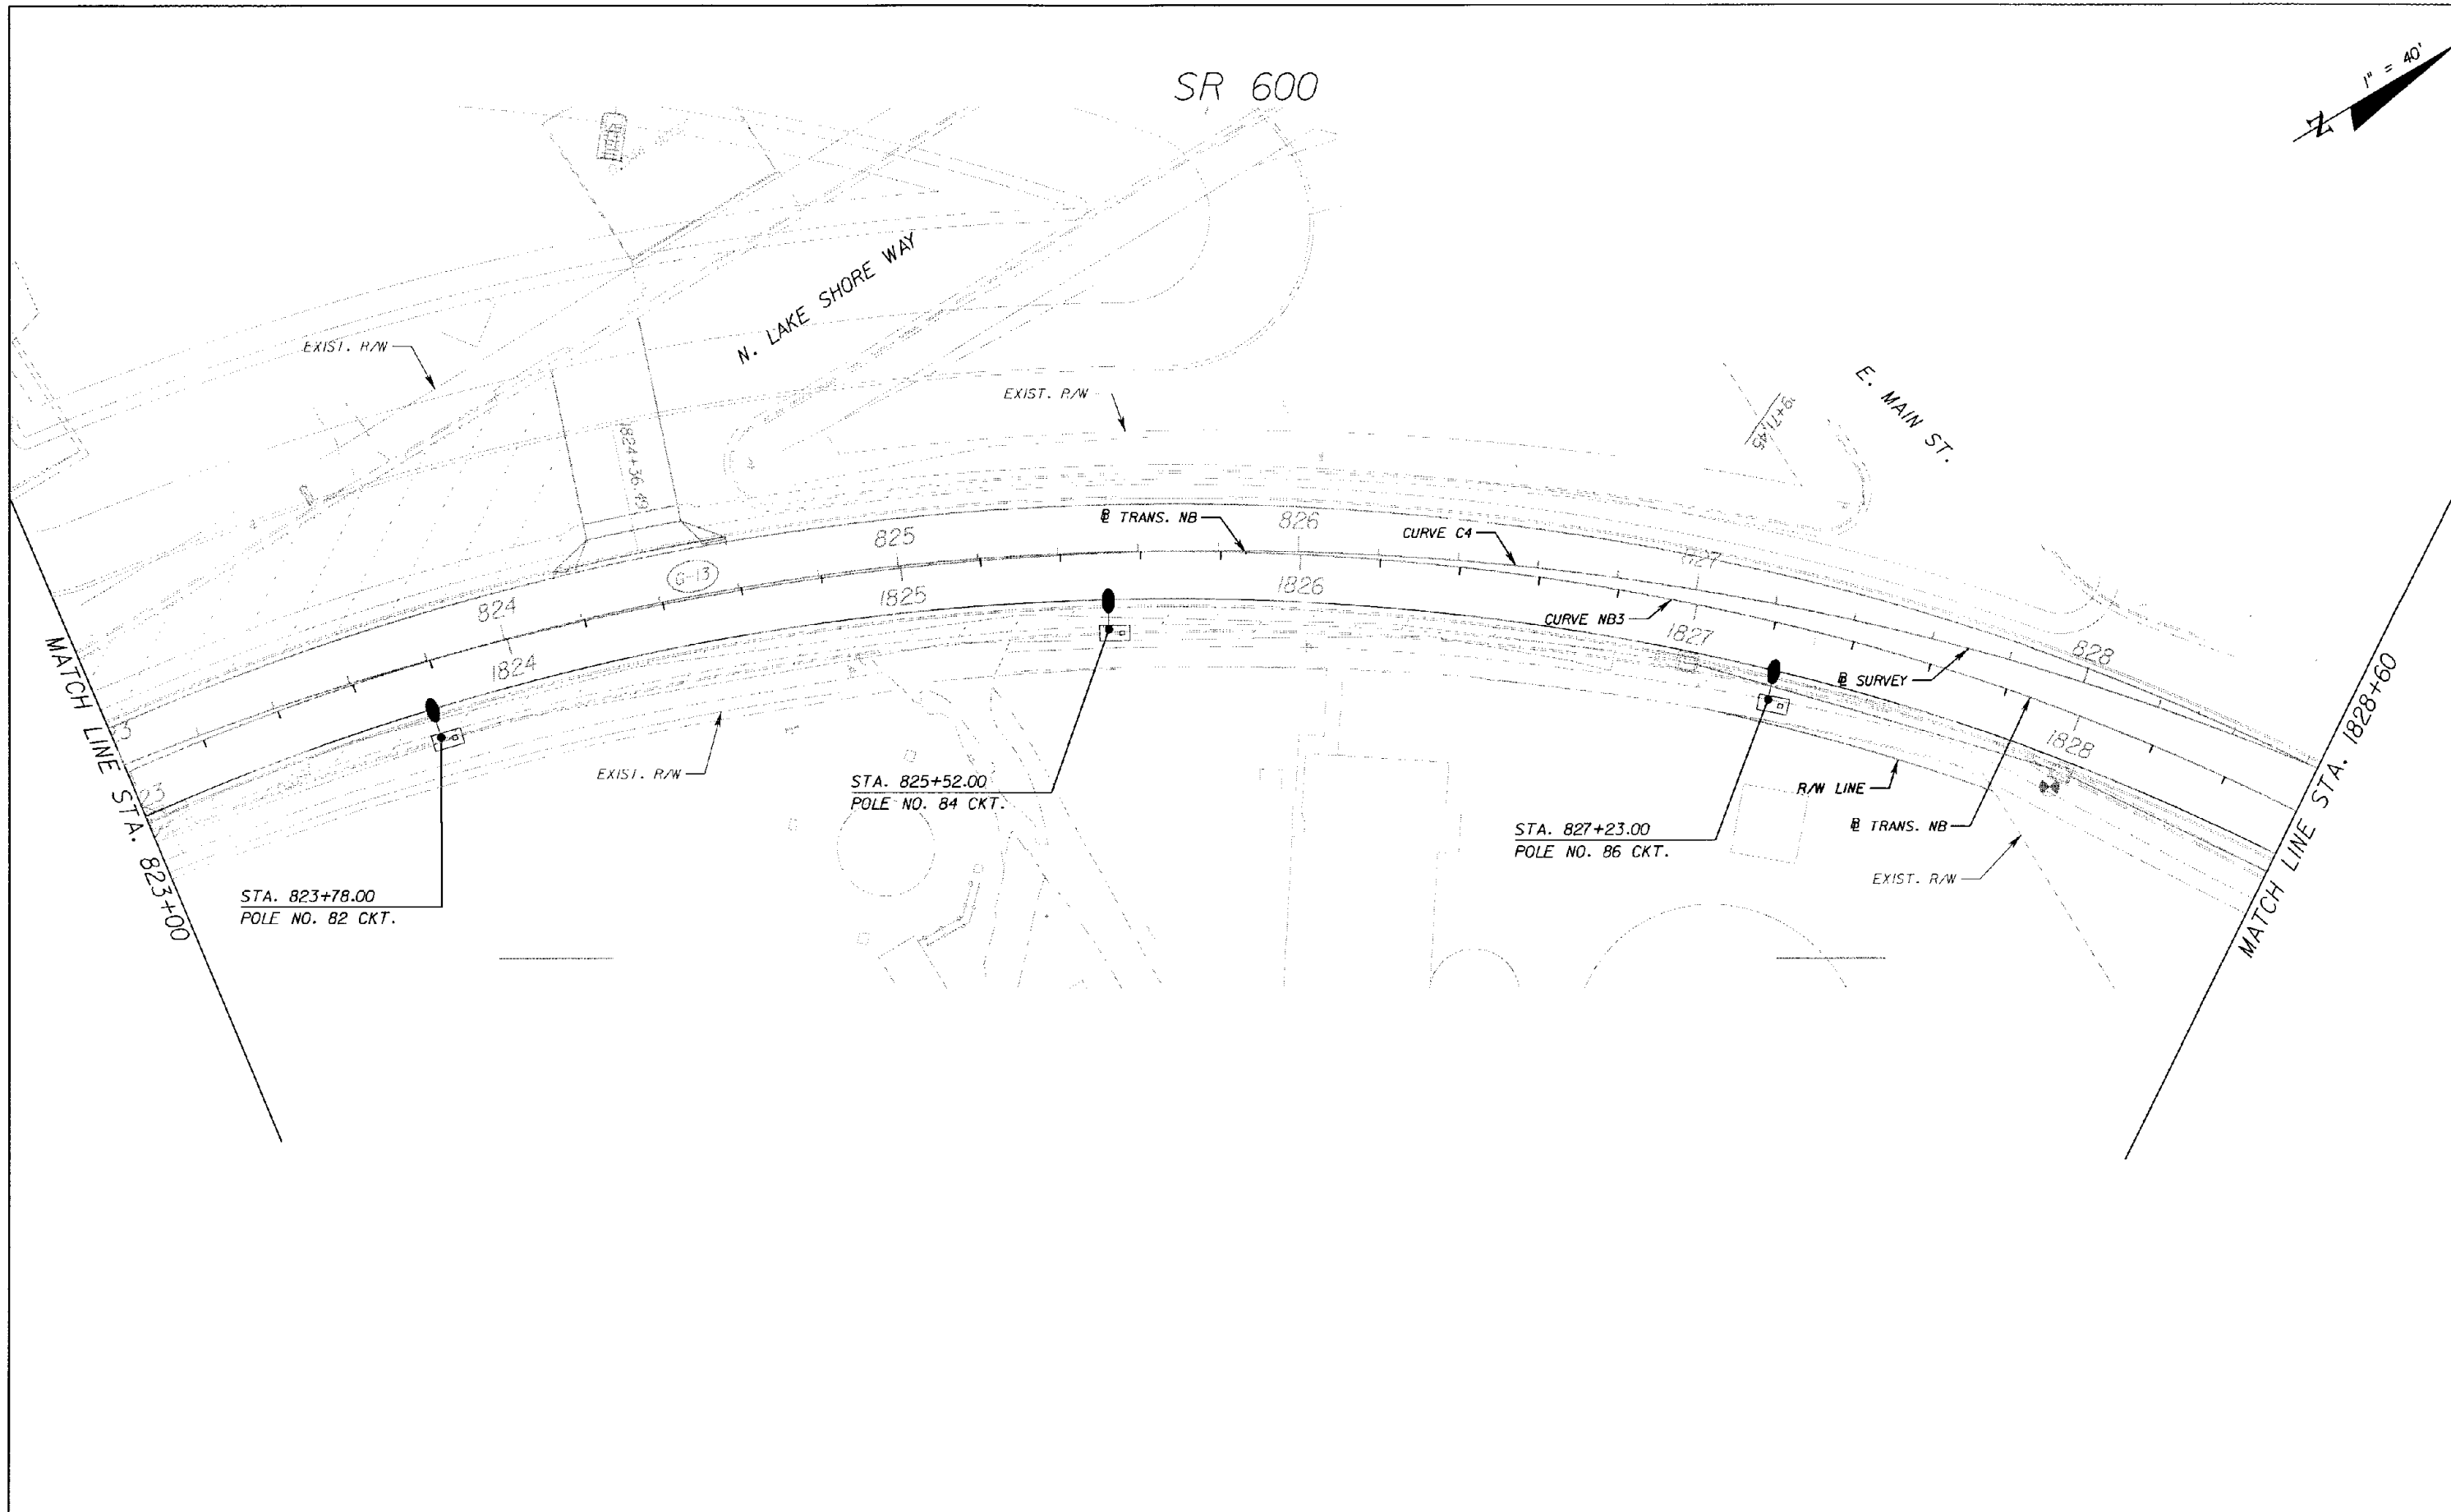 SR 600
1" = 40'
N
N. LAKE SHORE WAY
EXIST. R/W
EXIST. R/W
E. MAIN ST.
19+71.45
1824+36.49
℄ TRANS. NB
826
CURVE C4
825
827
G-13
824
1825
1826
CURVE NB3
1827
828
1824
℄ SURVEY
MATCH LINE STA. 823+00
MATCH LINE STA. 1828+60
1828
EXIST. R/W
STA. 825+52.00
POLE NO. 84 CKT.
R/W LINE
℄ TRANS. NB
STA. 827+23.00
POLE NO. 86 CKT.
EXIST. R/W
STA. 823+78.00
POLE NO. 82 CKT.